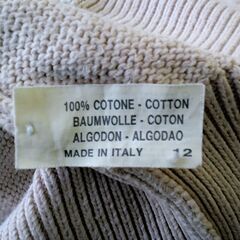 100% COTONE - COTTON
BAUMWOLLE - COTON
ALGODON - ALGODAO
MADE IN ITALY 12